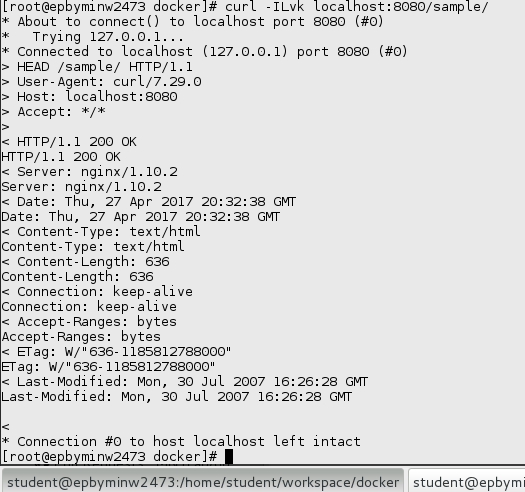 [root@epbyminw2473 docker]# curl -ILvk localhost:8080/sample/
* About to connect() to localhost port 8080 (#0)
*   Trying 127.0.0.1...
* Connected to localhost (127.0.0.1) port 8080 (#0)
> HEAD /sample/ HTTP/1.1
> User-Agent: curl/7.29.0
> Host: localhost:8080
> Accept: */*
>
< HTTP/1.1 200 OK
HTTP/1.1 200 OK
< Server: nginx/1.10.2
Server: nginx/1.10.2
< Date: Thu, 27 Apr 2017 20:32:38 GMT
Date: Thu, 27 Apr 2017 20:32:38 GMT
< Content-Type: text/html
Content-Type: text/html
< Content-Length: 636
Content-Length: 636
< Connection: keep-alive
Connection: keep-alive
< Accept-Ranges: bytes
Accept-Ranges: bytes
< ETag: W/"636-1185812788000"
ETag: W/"636-1185812788000"
< Last-Modified: Mon, 30 Jul 2007 16:26:28 GMT
Last-Modified: Mon, 30 Jul 2007 16:26:28 GMT

<
* Connection #0 to host localhost left intact
[root@epbyminw2473 docker]#
student@epbyminw2473:/home/student/workspace/docker
student@epbymi